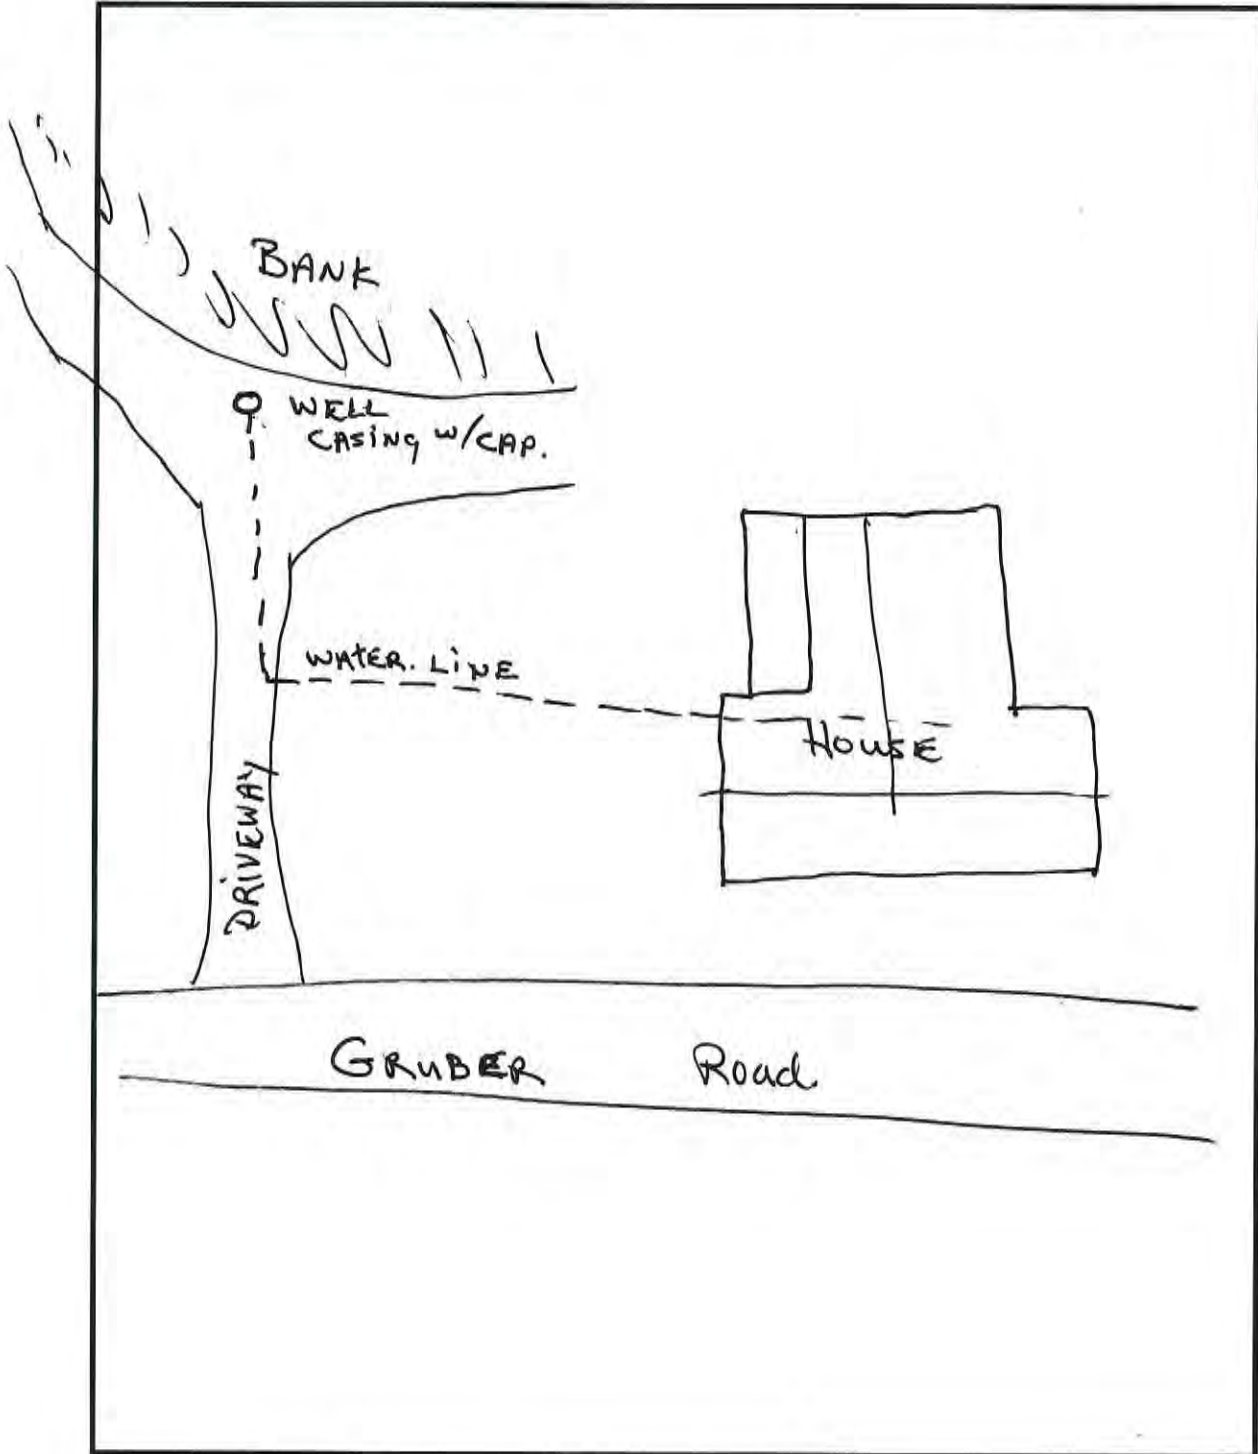 BANK
WELL
CASING W/CAP.
WATER. LINE
HOUSE
DRIVEWAY
GRUBER Road